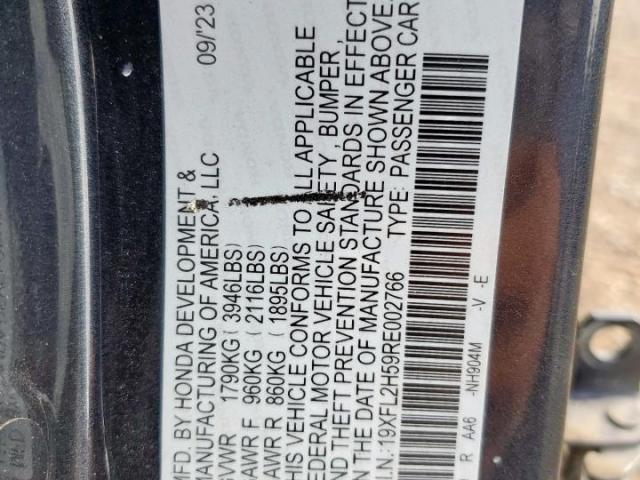 MFD. BY HONDA DEVELOPMENT & 09/'23
MANUFACTURING OF AMERICA, LLC
GVWR 1790KG ( 3946LBS)
GAWR F 960KG ( 2116LBS)
GAWR R 860KG ( 1895LBS)
THIS VEHICLE CONFORMS TO ALL APPLICABLE
FEDERAL MOTOR VEHICLE SAFETY, BUMPER,
AND THEFT PREVENTION STANDARDS IN EFFECT
ON THE DATE OF MANUFACTURE SHOWN ABOVE.
V.I.N.:19XFL2H59RE002766 TYPE: PASSENGER CAR
R AA6 -NH904M -V -E